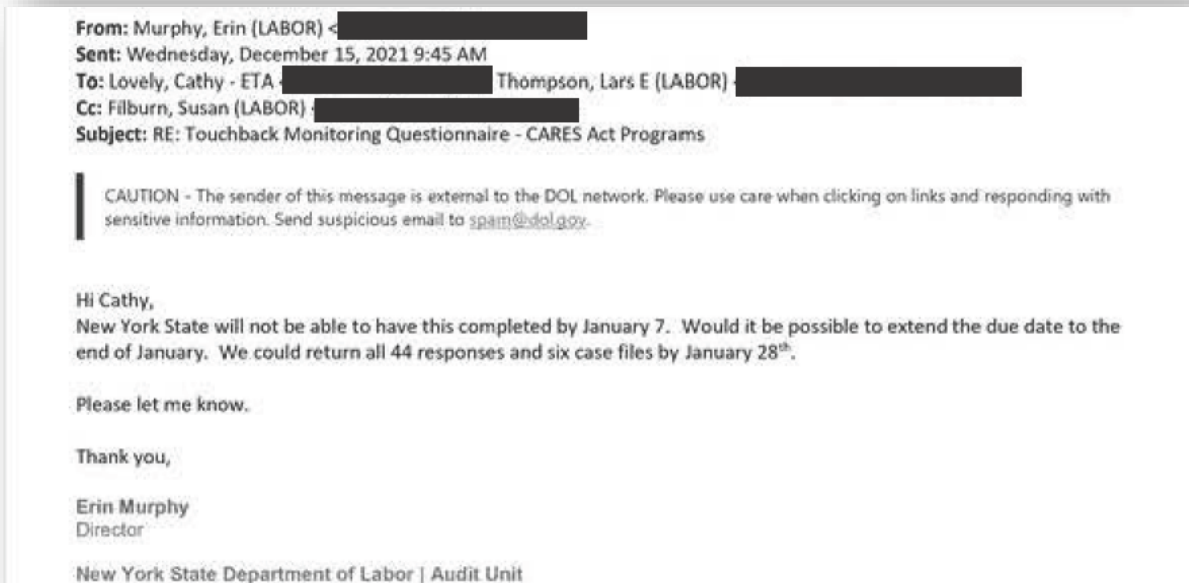 From: Murphy, Erin (LABOR) <
Sent: Wednesday, December 15, 2021 9:45 AM
To: Lovely, Cathy - ETA Thompson, Lars E (LABOR)
Cc: Filburn, Susan (LABOR)
Subject: RE: Touchback Monitoring Questionnaire - CARES Act Programs
CAUTION - The sender of this message is external to the DOL network. Please use care when clicking on links and responding with
sensitive information. Send suspicious email to spam@dol.gov.
Hi Cathy,
New York State will not be able to have this completed by January 7. Would it be possible to extend the due date to the
end of January. We could return all 44 responses and six case files by January 28th.
Please let me know.
Thank you,
Erin Murphy
Director
New York State Department of Labor | Audit Unit